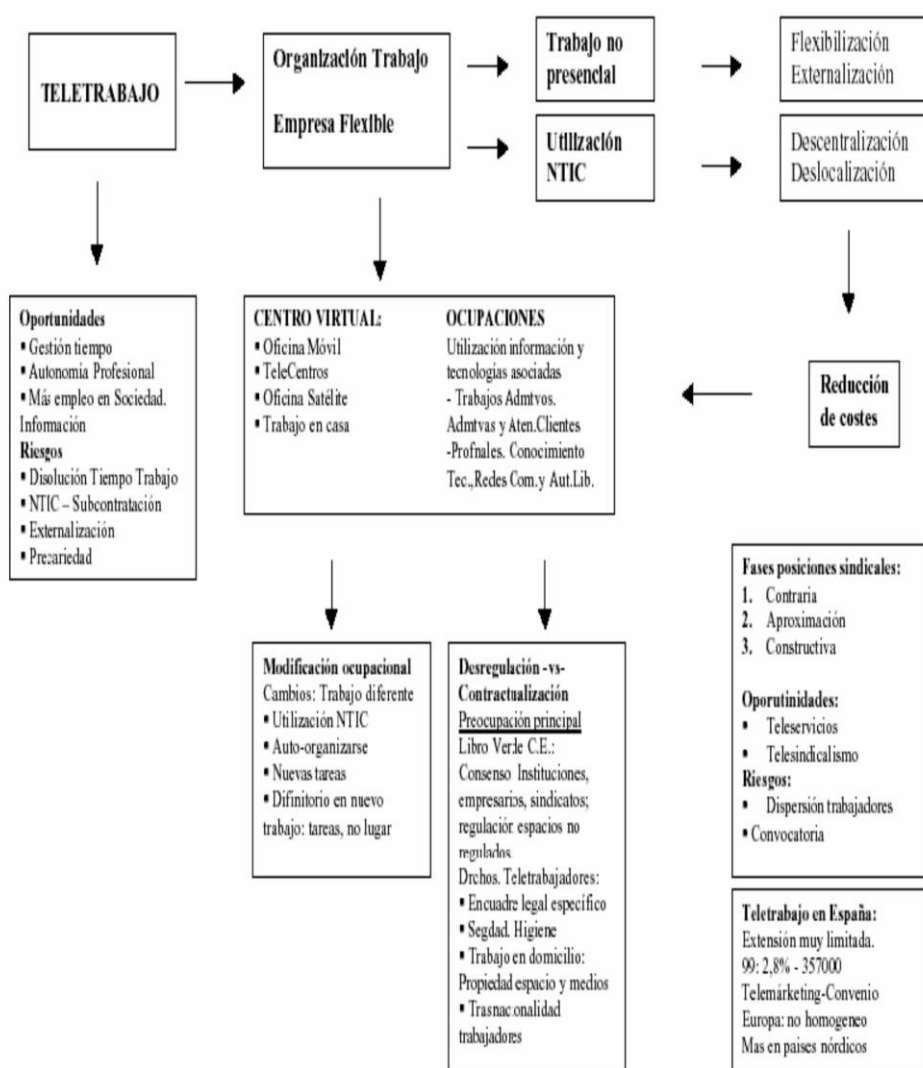 TELETRABAJO
Organización Trabajo
Empresa Flexible
Trabajo no
presencial
Utilización
NTIC
Flexibilización
Externalización
Descentralización
Deslocalización
Oportunidades
▪ Gestión tiempo
▪ Autonomía Profesional
▪ Más empleo en Sociedad.
Información
Riesgos
▪ Disolución Tiempo Trabajo
▪ NTIC – Subcontratación
▪ Externalización
▪ Precariedad
CENTRO VIRTUAL:
▪ Oficina Móvil
▪ TeleCentros
▪ Oficina Satélite
▪ Trabajo en casa
OCUPACIONES
Utilización información y
tecnologías asociadas
- Trabajos Admtvos.
Admtvas y Aten.Clientes
-Profnales. Conocimiento
Tec.,Redes Com.y Aut.Lib.
Reducción
de costes
Modificación ocupacional
Cambios: Trabajo diferente
▪ Utilización NTIC
▪ Auto-organizarse
▪ Nuevas tareas
▪ Difinitorio en nuevo
trabajo: tareas, no lugar
Desregulación -vs-
Contractualización
Preocupación principal
Libro Verde C.E.:
Consenso Instituciones,
empresarios, sindicatos;
regulación espacios no
regulados.
Drchos. Teletrabajadores:
▪ Encuadre legal específico
▪ Segdad. Higiene
▪ Trabajo en domicilio:
Propiedad espacio y medios
▪ Trasnacionalidad
trabajadores
Fases posiciones sindicales:
1. Contraria
2. Aproximación
3. Constructiva
Oporutinidades:
▪ Teleservicios
▪ Telesindicalismo
Riesgos:
▪ Dispersión trabajadores
▪ Convocatoria
Teletrabajo en España:
Extensión muy limitada.
99: 2,8% - 357000
Telemárketing-Convenio
Europa: no homogeneo
Mas en paises nórdicos